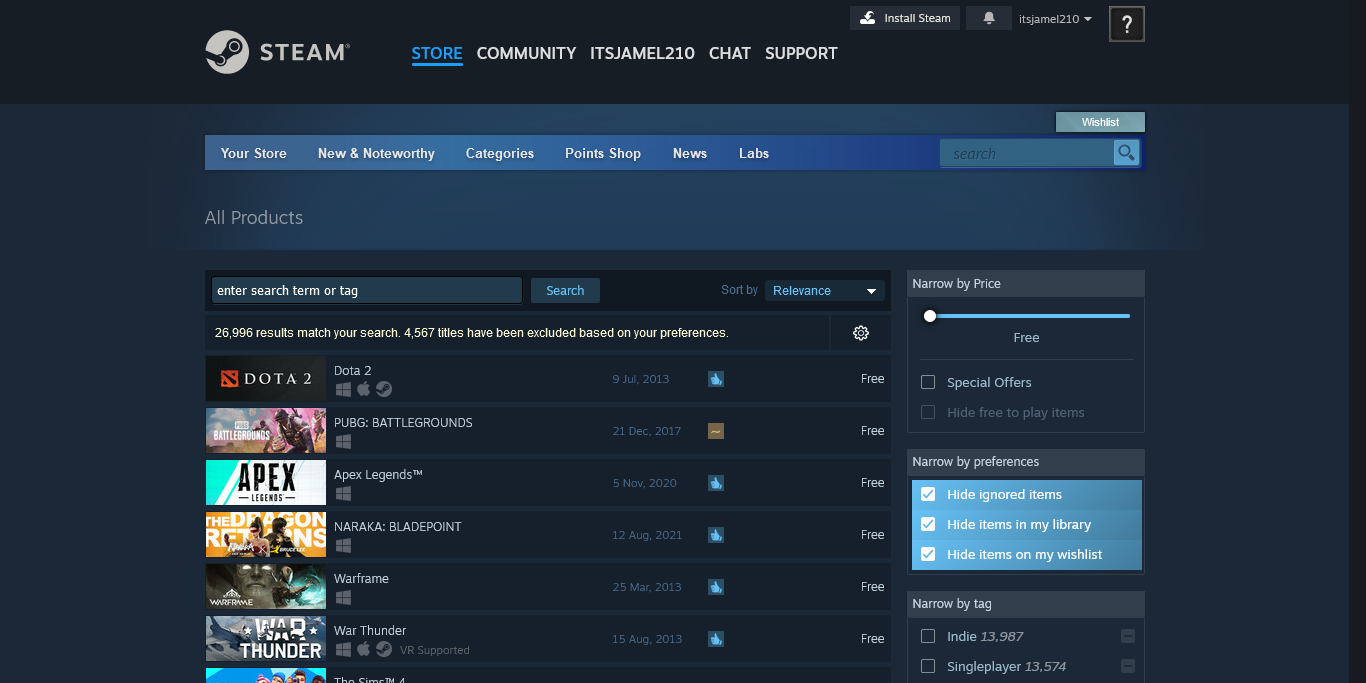 Install Steam
itsjamel210
?
STEAM®
STORE COMMUNITY ITSJAMEL210 CHAT SUPPORT
Wishlist
Your Store New & Noteworthy Categories Points Shop News Labs search
All Products
enter search term or tag Search Sort by Relevance
26,996 results match your search. 4,567 titles have been excluded based on your preferences.
DOTA 2
Dota 2 9 Jul, 2013 Free
PUBG
BATTLEGROUNDS
PUBG: BATTLEGROUNDS 21 Dec, 2017 Free
APEX
LEGENDS
Apex Legends™ 5 Nov, 2020 Free
THE DRAGON
RETURNS
NARAKA
BRUCE LEE
NARAKA: BLADEPOINT 12 Aug, 2021 Free
WARFRAME
Warframe 25 Mar, 2013 Free
WAR
THUNDER
War Thunder 15 Aug, 2013 Free
VR Supported
The Sims™ 4
Narrow by Price
Free
Special Offers
Hide free to play items
Narrow by preferences
Hide ignored items
Hide items in my library
Hide items on my wishlist
Narrow by tag
Indie 13,987
Singleplayer 13,574